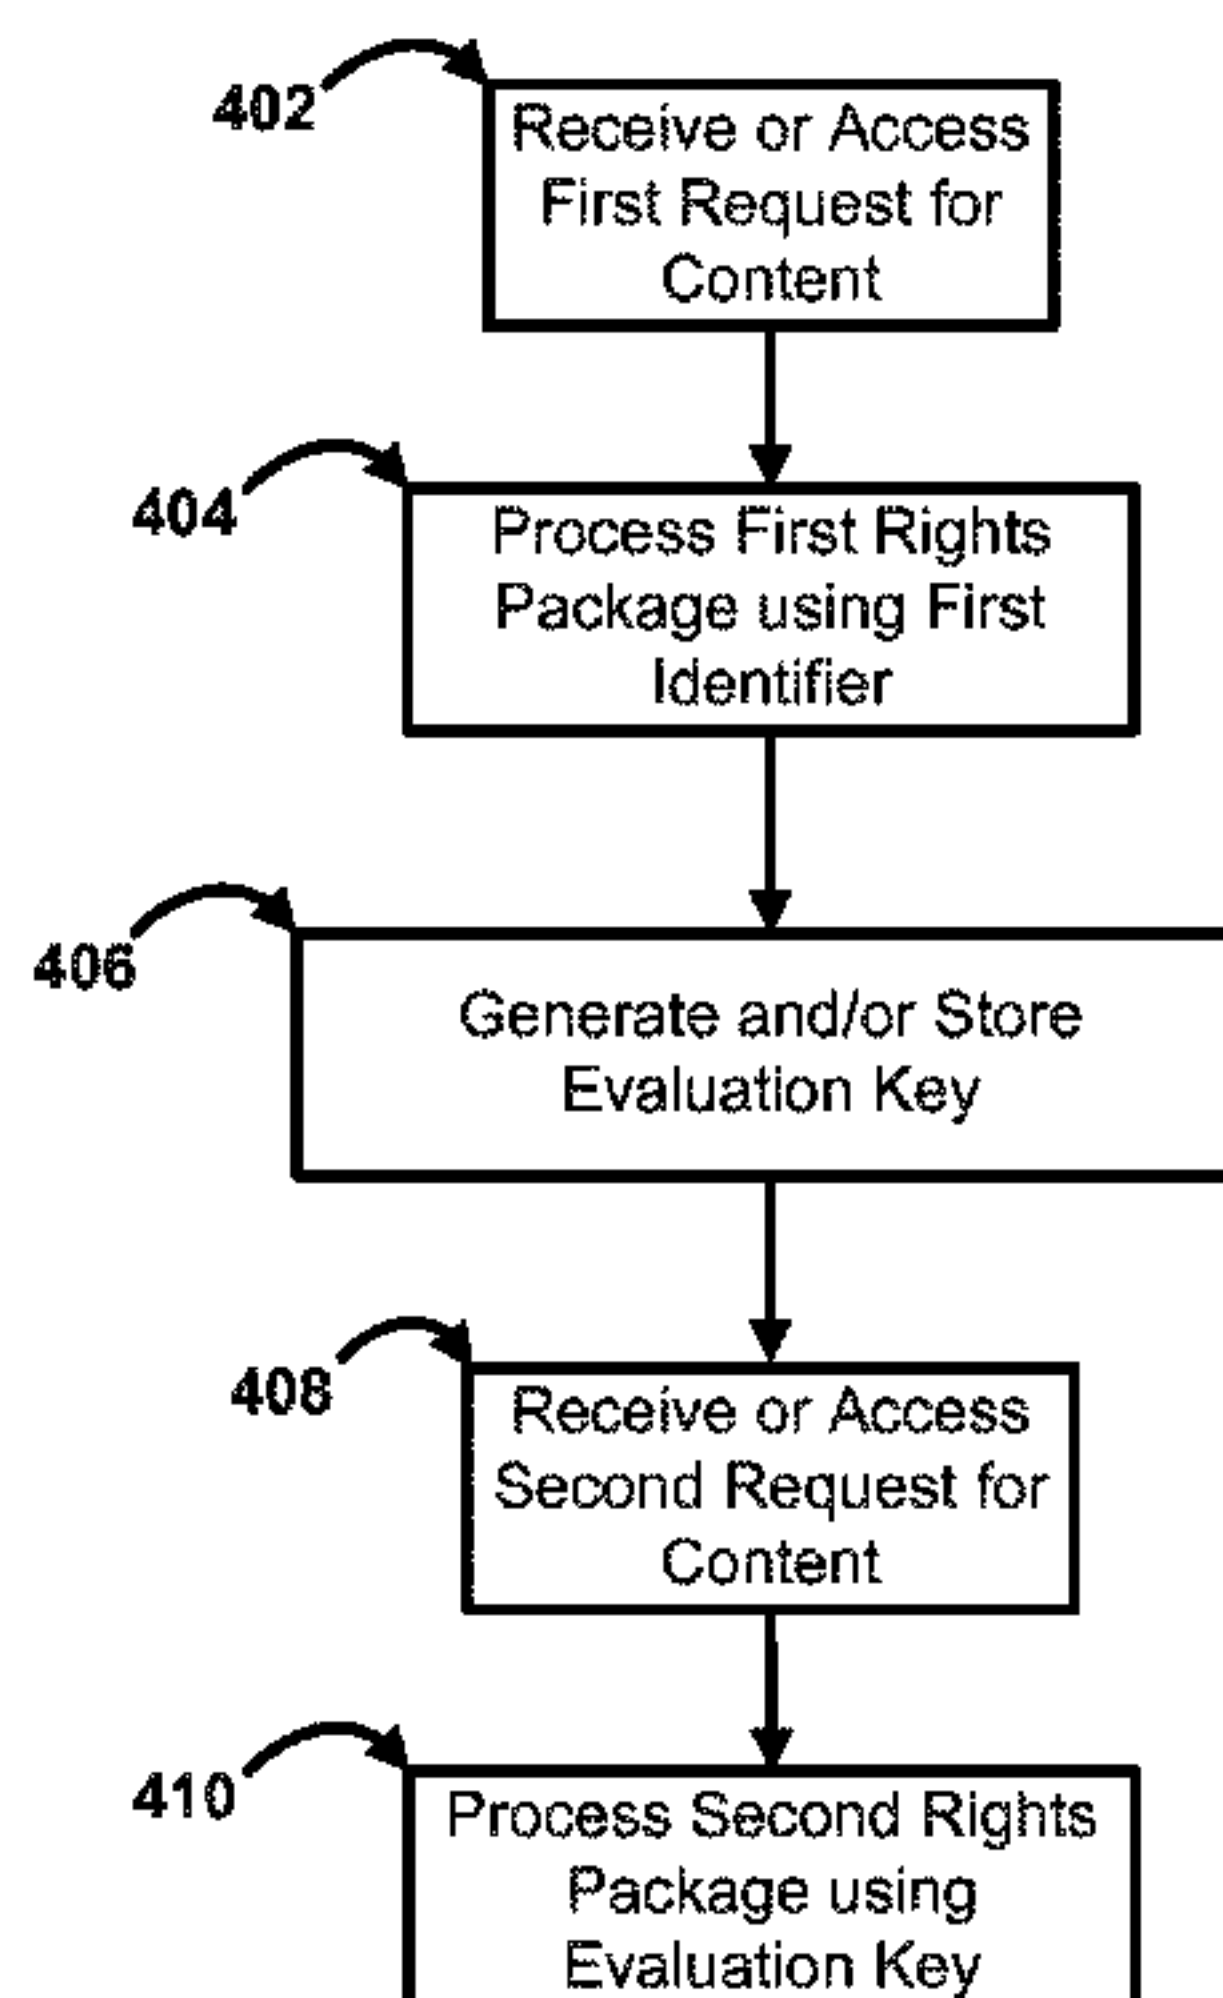 402
Receive or Access
First Request for
Content
404
Process First Rights
Package using First
Identifier
406
Generate and/or Store
Evaluation Key
408
Receive or Access
Second Request for
Content
410
Process Second Rights
Package using
Evaluation Key